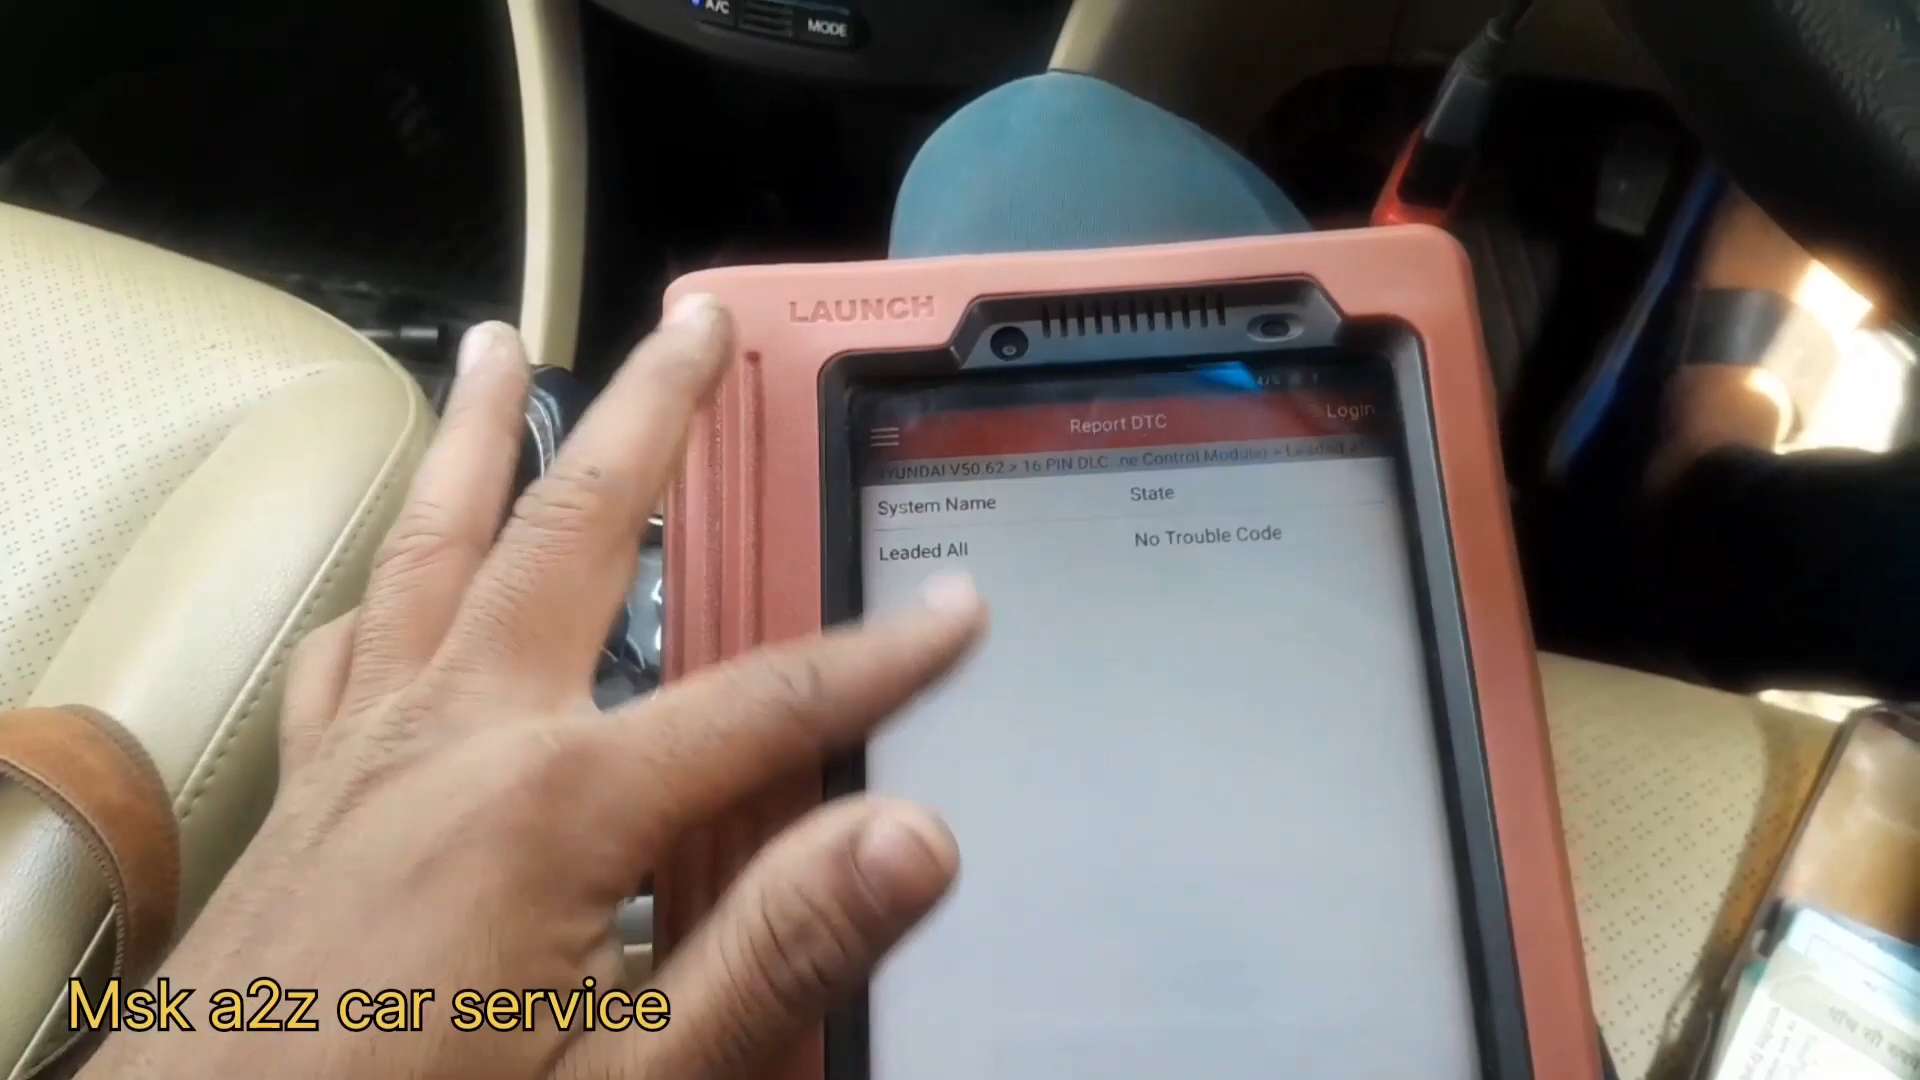 A/C
MODE
LAUNCH
Report DTC
Login
YUNDAI V50.62 > 16 PIN DLC ne Control Module) > Leaded
System Name
State
Leaded All
No Trouble Code
Msk a2z car service